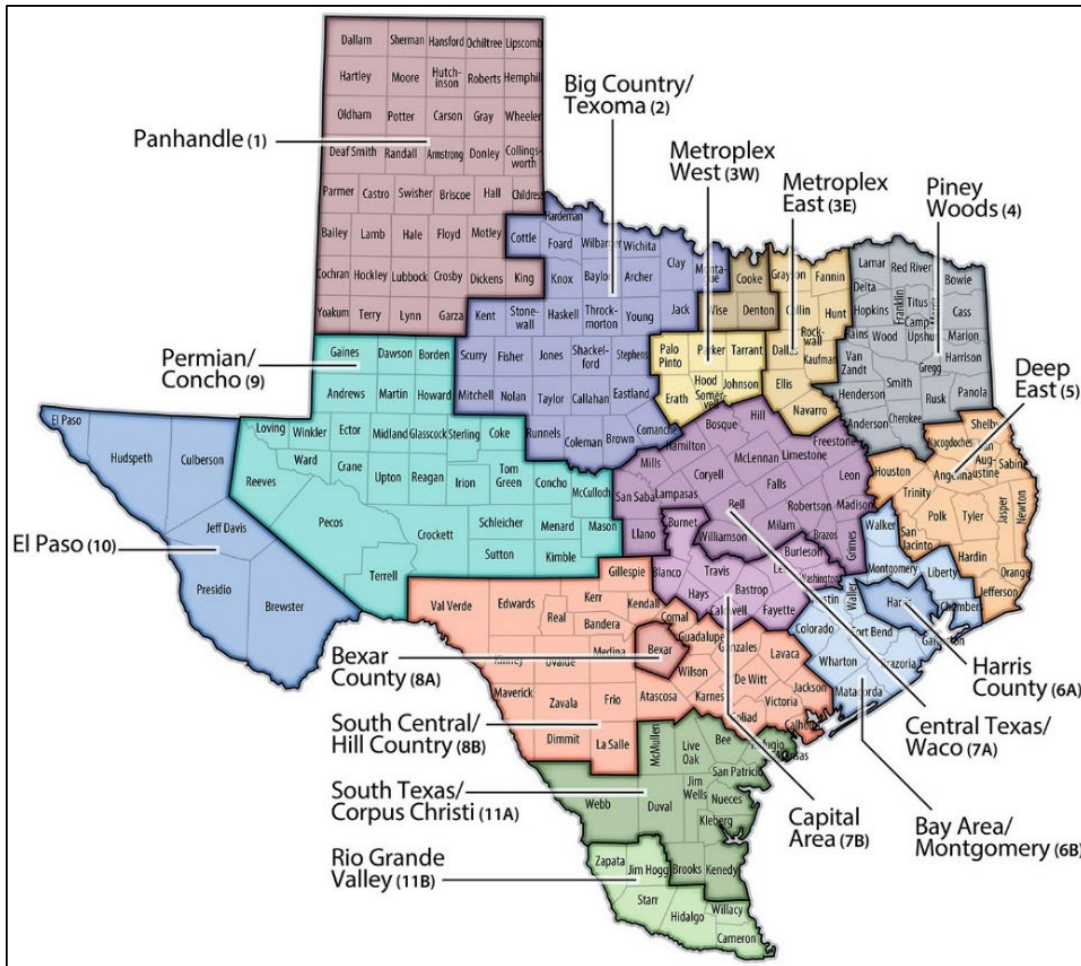 Dallam Sherman Hansford Ochiltree Lipscomb
Hartley Moore Hutch-
inson Roberts Hemphill
Oldham Potter Carson Gray Wheeler
Deaf Smith Randall Armstrong Donley Collings-
worth
Parmer Castro Swisher Briscoe Hall Childress
Bailey Lamb Hale Floyd Motley
Cochran Hockley Lubbock Crosby Dickens King
Yoakum Terry Lynn Garza
Panhandle (1)
Big Country/
Texoma (2)
Metroplex
West (3W)
Metroplex
East (3E)
Piney
Woods (4)
Hardeman
Cottle Foard Wilbarger Wichita
Clay
Knox Baylor Archer
Kent Stone-
wall Haskell Throck-
morton Young Jack
Scurry Fisher Jones Shackel-
ford Stephens
Mitchell Nolan Taylor Callahan Eastland
Runnels Coleman Brown Comanche
Cooke
Wise Denton
Palo
Pinto Parker Tarrant
Hood Johnson
Erath Somer-
vell
Grayson Fannin
Collin Hunt
Rock-
wall
Dallas Kaufman
Ellis
Navarro
Lamar Red River Bowie
Delta
Hopkins Franklin Titus Cass
Camp Marion
Rains Wood Upshur
Harrison
Van
Zandt Gregg
Smith Panola
Henderson Rusk
Anderson Cherokee
Permian/
Concho (9)
Gaines Dawson Borden
Andrews Martin Howard
Loving Winkler Ector Midland Glasscock Sterling Coke
Ward Crane Upton Reagan Irion Tom
Green Concho McCulloch
Reeves
Pecos Crockett Schleicher Menard Mason
Sutton Kimble
Terrell
El Paso
Hudspeth Culberson
Jeff Davis
Presidio
Brewster
El Paso (10)
Deep
East (5)
Shelby
Nacogdoches
Houston Angelina Aug-
ustine Sabine
Trinity
Polk Tyler Jasper Newton
San
Jacinto
Hardin
Orange
Jefferson
Hill
Bosque Freestone
Hamilton McLennan Limestone
Mills Coryell Falls Leon
San Saba Lampasas Bell Robertson Madison
Llano Milam Brazos Grimes
Burnet Williamson Burleson
Blanco Travis Washington
Hays Bastrop
Caldwell Fayette
Walker
Montgomery Liberty
Waller Harris Chambers
Colorado Fort Bend
Wharton Brazoria
Matagorda
Gillespie
Val Verde Edwards Kerr
Real Bandera Kendall Comal
Kinney Uvalde Medina Bexar Guadalupe Gonzales Lavaca
Wilson De Witt
Maverick Zavala Frio Atascosa Karnes Victoria Jackson
Goliad Calhoun
Dimmit La Salle
Bexar
County (8A)
South Central/
Hill Country (8B)
South Texas/
Corpus Christi (11A)
Rio Grande
Valley (11B)
McMullen Live
Oak Bee Refugio
San Patricio
Webb Duval Jim
Wells Nueces
Kleberg
Brooks Kenedy
Zapata Jim Hogg
Starr Hidalgo Willacy
Cameron
Harris
County (6A)
Central Texas/
Waco (7A)
Capital
Area (7B)
Bay Area/
Montgomery (6B)